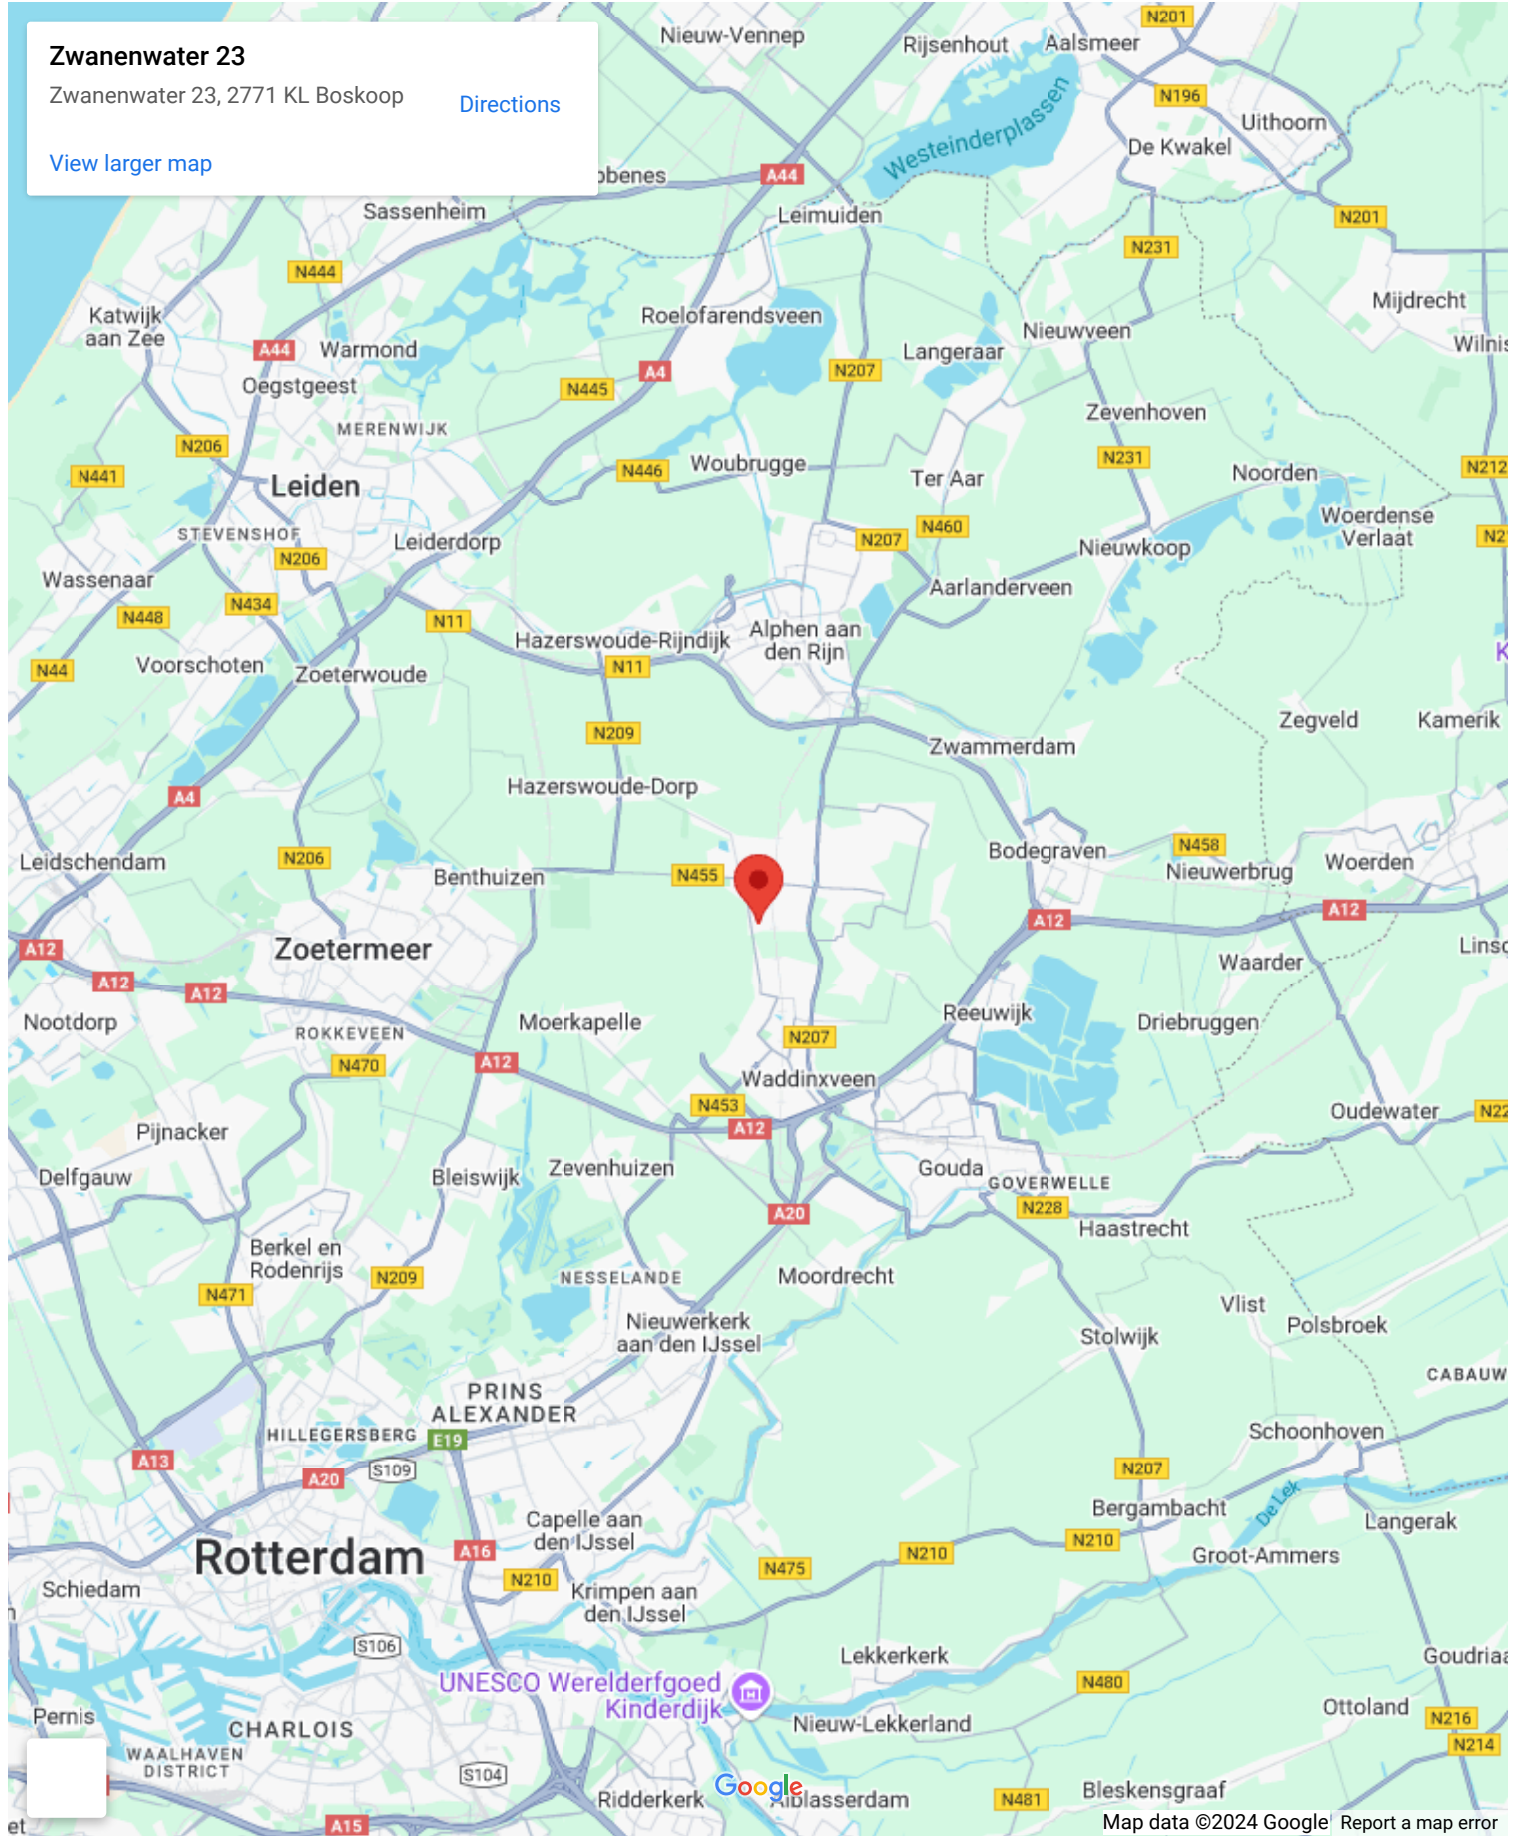 Zwanenwater 23
Zwanenwater 23, 2771 KL Boskoop
Directions
View larger map
N201
Nieuw-Vennep
Rijsenhout
Aalsmeer
Westeinderplassen
N196
Uithoorn
De Kwakel
A44
Leimuiden
Sassenheim
N201
N231
N444
Mijdrecht
Katwijk
aan Zee
Roelofarendsveen
Nieuwveen
A44
Warmond
Langeraar
A4
N207
Oegstgeest
N445
Zevenhoven
MERENWIJK
N206
N441
N446
Woubrugge
N231
N212
Ter Aar
Noorden
Leiden
Woerdense
Verlaat
STEVENSHOF
N460
N207
Leiderdorp
Nieuwkoop
N206
Wassenaar
Aarlanderveen
N434
N448
N11
Hazerswoude-Rijndijk
Alphen aan
den Rijn
Voorschoten
N44
N11
Zoeterwoude
N209
Zegveld
Kamerik
Zwammerdam
Hazerswoude-Dorp
A4
N206
Leidschendam
Benthuizen
N455
Bodegraven
N458
Nieuwerbrug
Woerden
A12
A12
A12
Zoetermeer
A12
A12
Waarder
Nootdorp
ROKKEVEEN
Moerkapelle
Reeuwijk
Driebruggen
N470
A12
N207
Waddinxveen
N453
A12
Oudewater
Pijnacker
Delfgauw
Bleiswijk
Zevenhuizen
Gouda
GOVERWELLE
N228
Haastrecht
A20
Berkel en
Rodenrijs
N209
N471
NESSELANDE
Moordrecht
Vlist
Polsbroek
Nieuwerkerk
aan den IJssel
Stolwijk
PRINS
ALEXANDER
HILLEGERSBERG
E19
Schoonhoven
A13
A20
S109
N207
Bergambacht
De Lek
Langerak
Capelle aan
den IJssel
Rotterdam
A16
N210
N210
N475
N210
Groot-Ammers
Schiedam
Krimpen aan
den IJssel
S106
Lekkerkerk
UNESCO Werelderfgoed
Kinderdijk
N480
Ottoland
Pernis
CHARLOIS
Nieuw-Lekkerland
N216
N214
WAALHAVEN
DISTRICT
S104
Google
Ridderkerk
Alblasserdam
N481
Bleskensgraaf
A15
Map data ©2024 Google
Report a map error